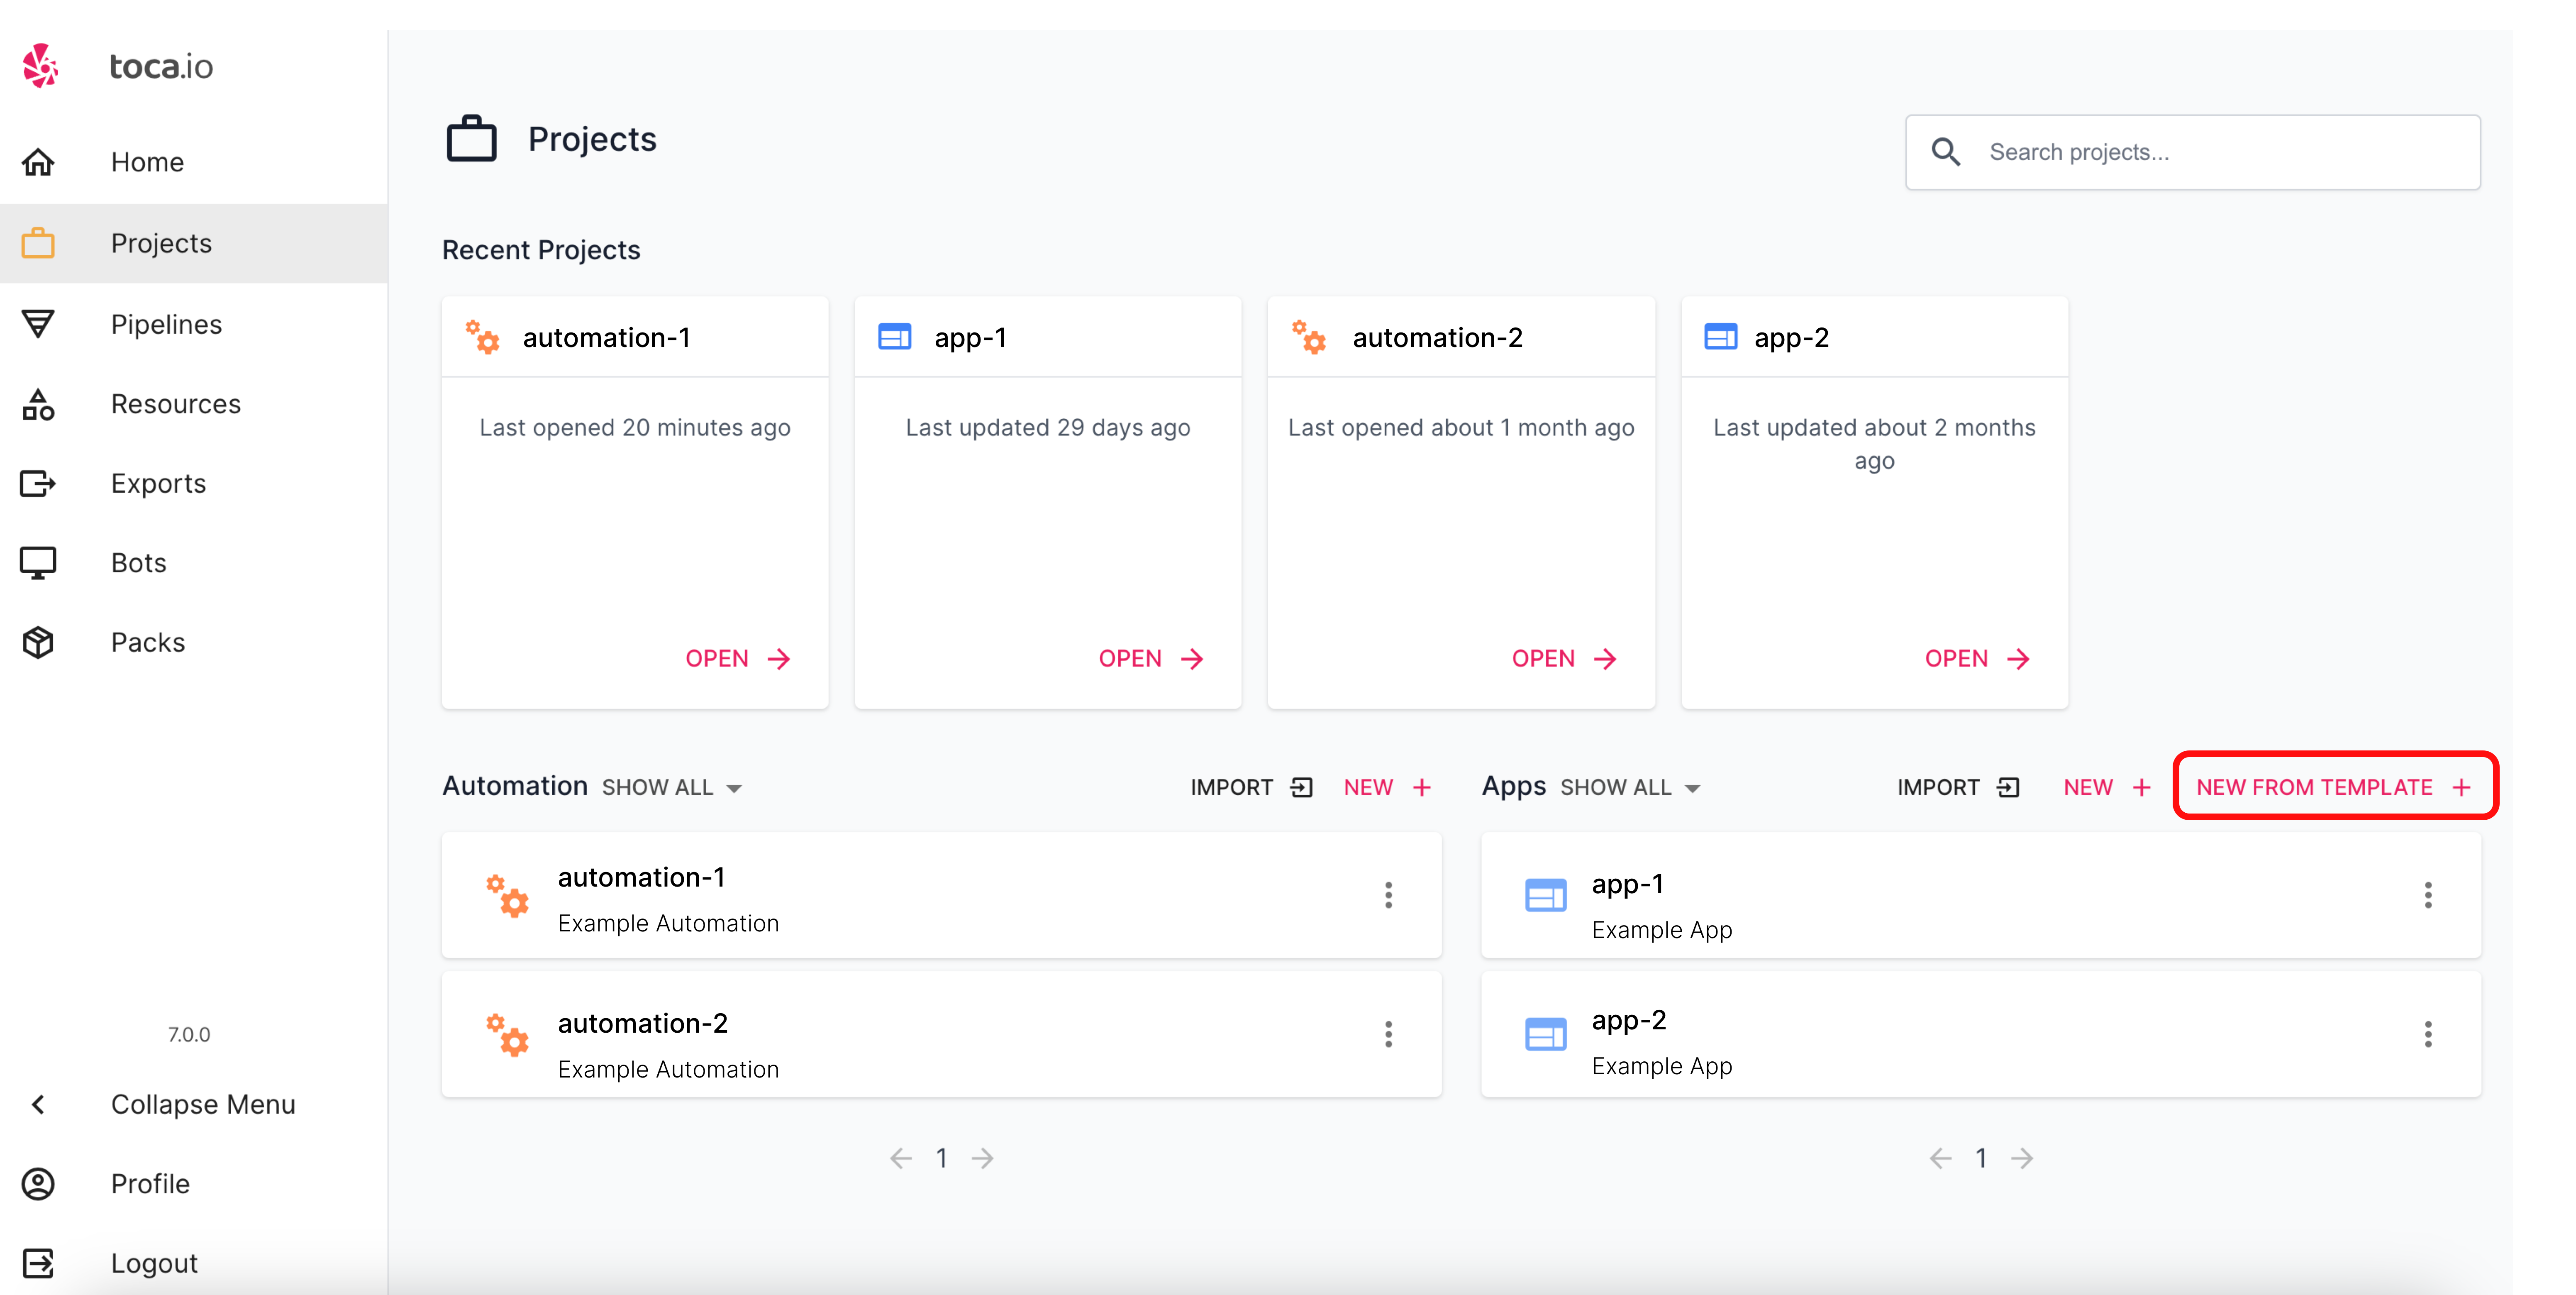 toca.io
Home
Projects
Pipelines
Resources
Exports
Bots
Packs
7.0.0
Collapse Menu
Profile
Logout
Projects
Search projects...
Recent Projects
automation-1
Last opened 20 minutes ago
OPEN
app-1
Last updated 29 days ago
OPEN
automation-2
Last opened about 1 month ago
OPEN
app-2
Last updated about 2 months
ago
OPEN
Automation SHOW ALL IMPORT NEW +
automation-1
Example Automation
automation-2
Example Automation
1
Apps SHOW ALL IMPORT NEW + NEW FROM TEMPLATE +
app-1
Example App
app-2
Example App
1